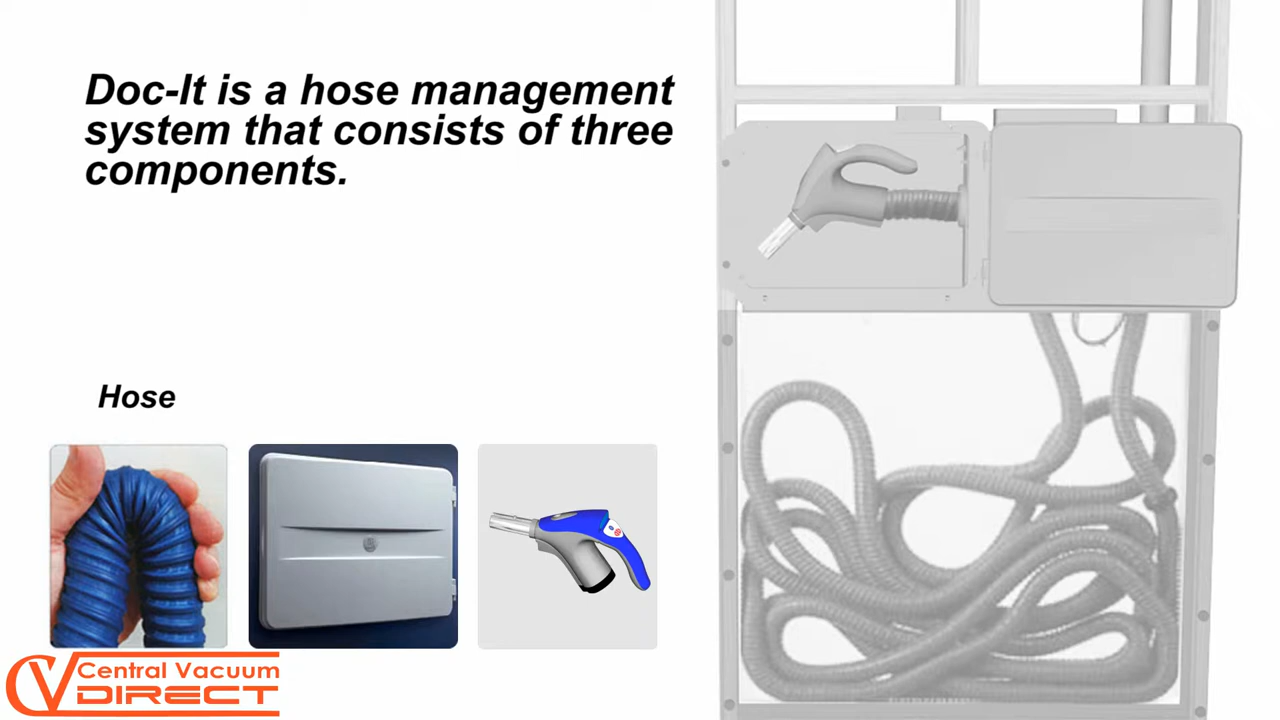 Doc-It is a hose management
system that consists of three
components.
Hose
Central Vacuum
DIRECT